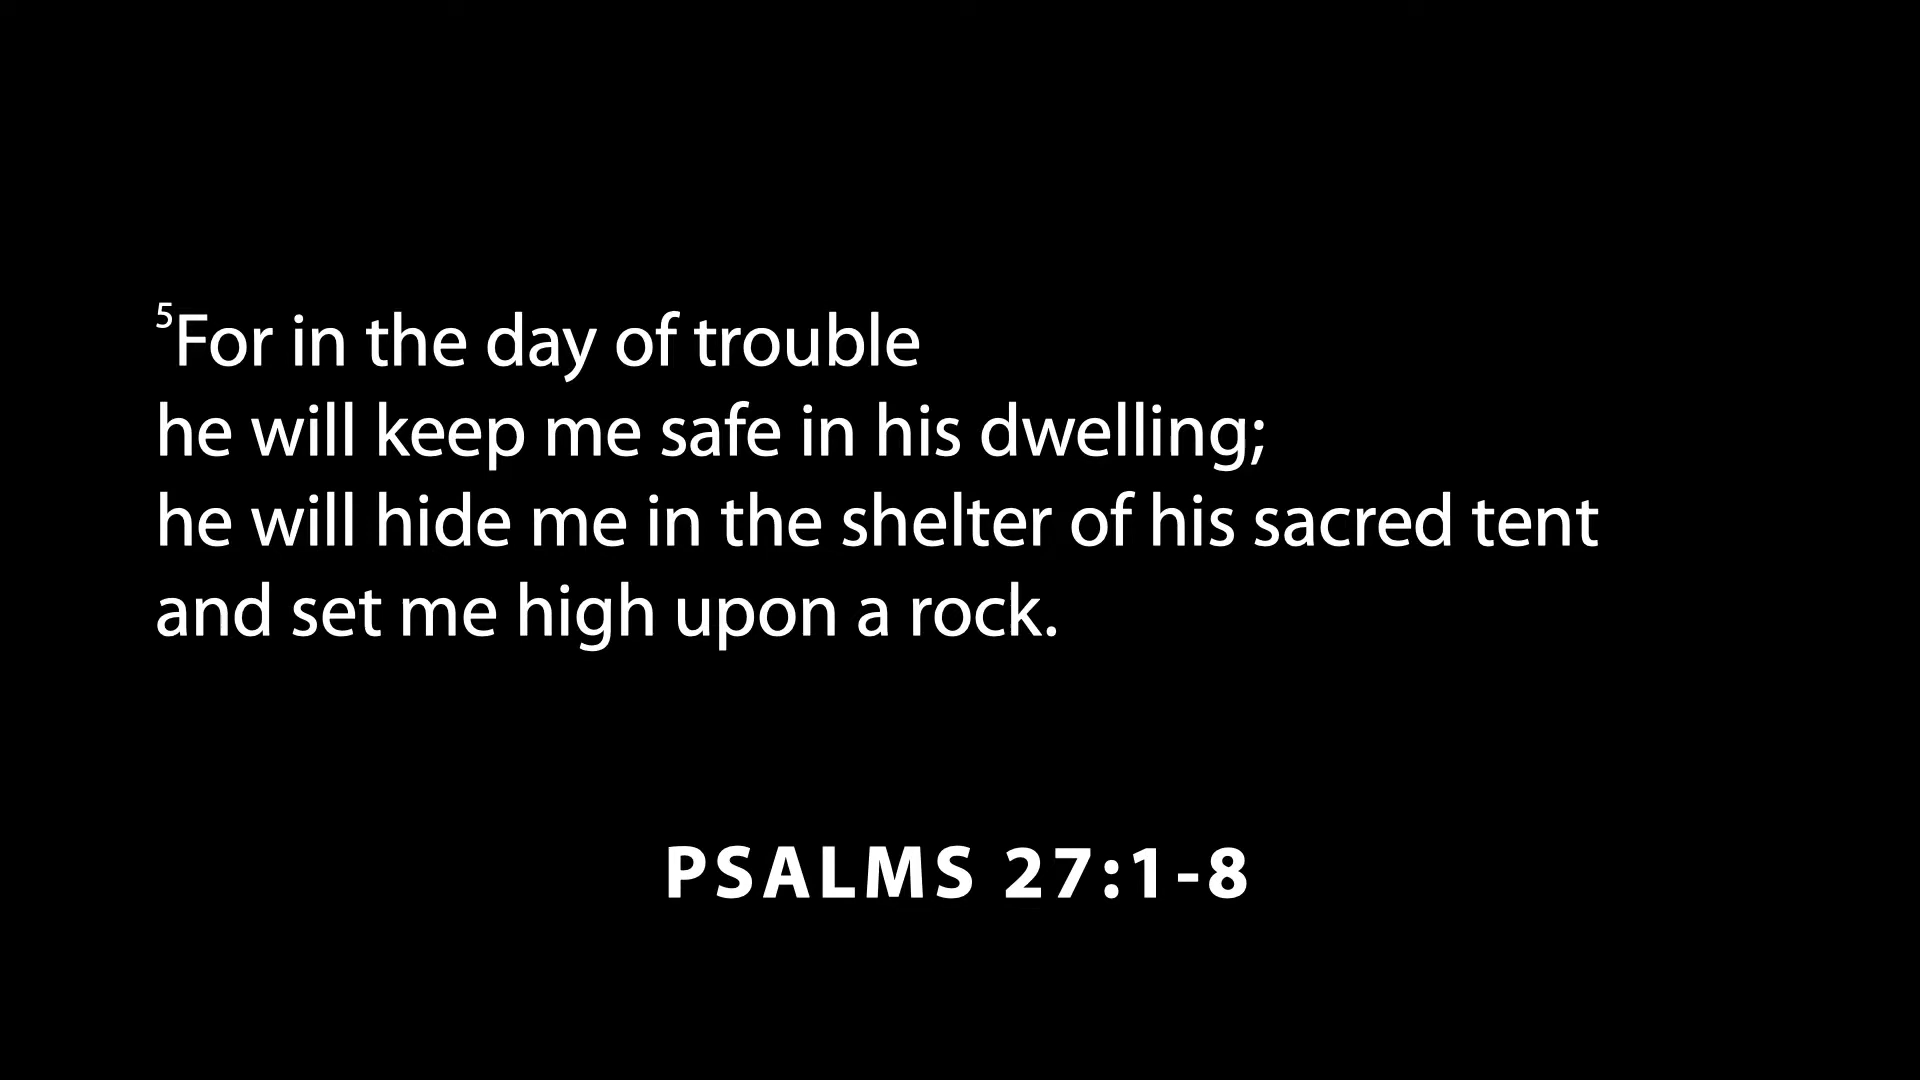 ⁵For in the day of trouble
he will keep me safe in his dwelling;
he will hide me in the shelter of his sacred tent
and set me high upon a rock.
PSALMS 27:1-8